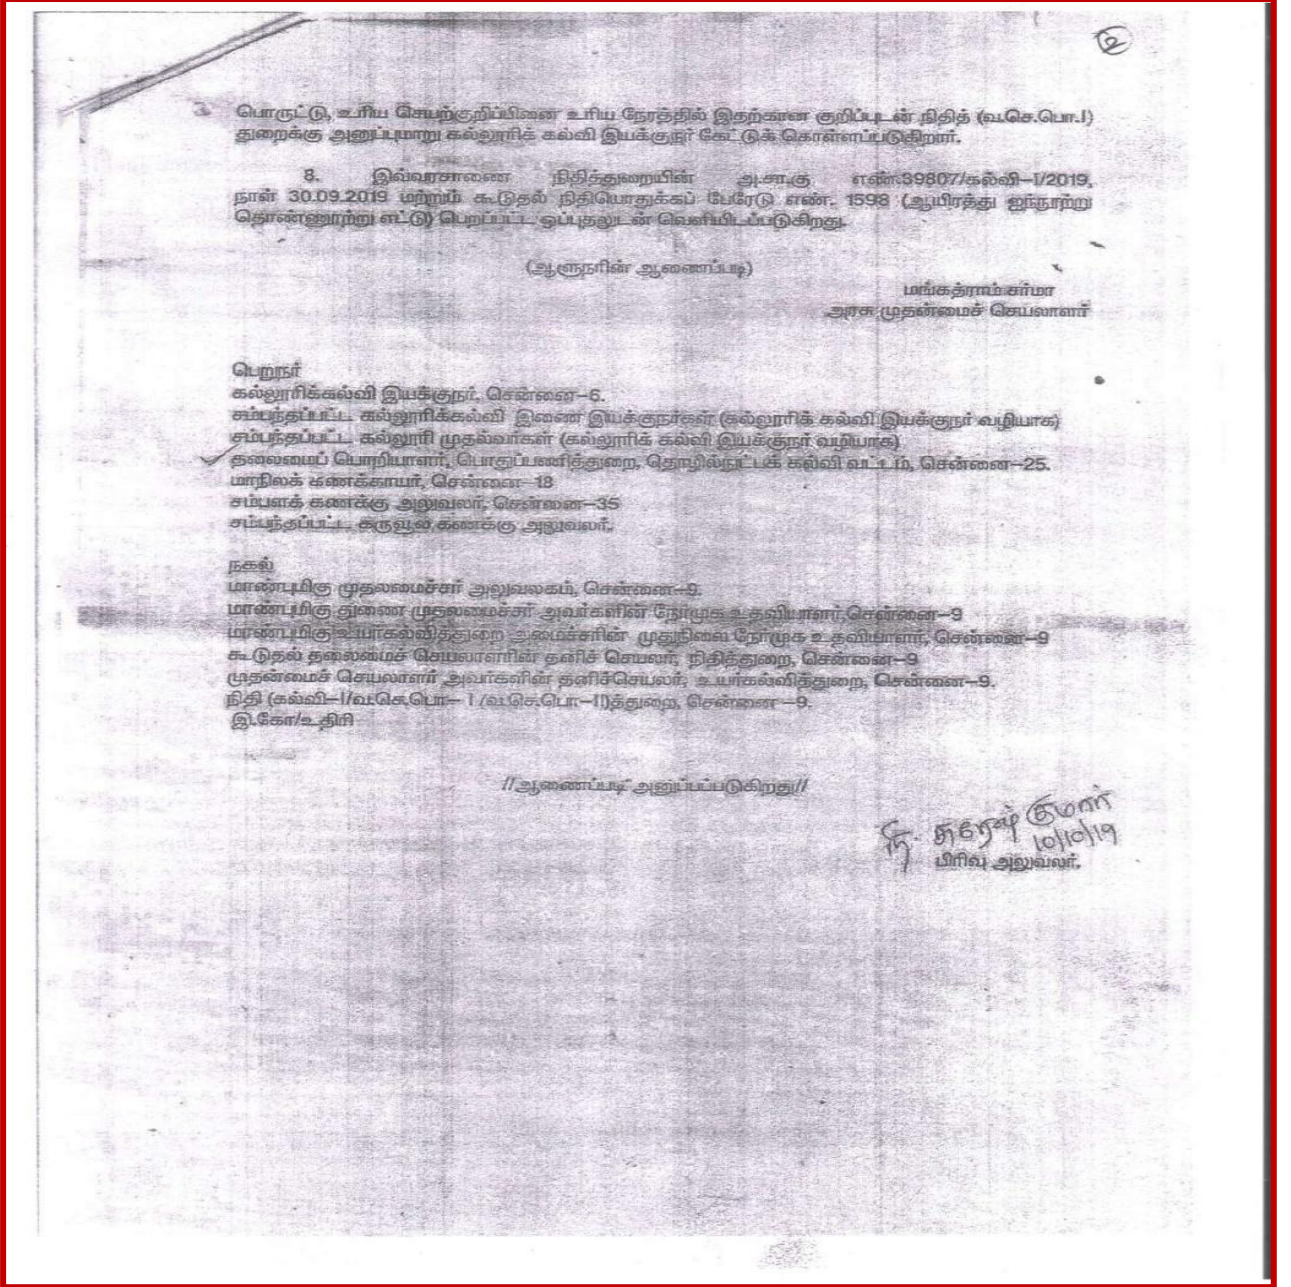 2
பொருட்டு, உரிய செயற்குறிப்பினை உரிய நேரத்தில் இதற்கான குறிப்புடன் நிதித் (வ.செ.பொ.I)
துறைக்கு அனுப்புமாறு கல்லூரிக் கல்வி இயக்குநர் கேட்டுக் கொள்ளப்படுகிறார்.
8. இவ்வரசாணை நிதித்துறையின் அ.சா.கு. எண்.39807/கல்வி-I/2019,
நாள் 30.09.2019 மற்றும் கூடுதல் நிதியொதுக்கப் பேரேடு எண். 1598 (ஆயிரத்து ஐந்நூற்று
தொண்ணூற்று எட்டு) பெறப்பட்ட ஒப்புதலுடன் வெளியிடப்படுகிறது.
(ஆளுநரின் ஆணைப்படி)
மங்கத்ராம் சர்மா
அரசு முதன்மைச் செயலாளர்
பெறுநர்
கல்லூரிக்கல்வி இயக்குநர், சென்னை-6.
சம்பந்தப்பட்ட கல்லூரிக்கல்வி இணை இயக்குநர்கள் (கல்லூரிக் கல்வி இயக்குநர் வழியாக)
சம்பந்தப்பட்ட கல்லூரி முதல்வர்கள் (கல்லூரிக் கல்வி இயக்குநர் வழியாக)
தலைமைப் பொறியாளர், பொதுப்பணித்துறை, தொழில்நுட்பக் கல்வி வட்டம், சென்னை-25.
மாநிலக் கணக்காயர், சென்னை-18
சம்பளக் கணக்கு அலுவலர், சென்னை-35
சம்பந்தப்பட்ட கருவூல கணக்கு அலுவலர்.
நகல்
மாண்புமிகு முதலமைச்சர் அலுவலகம், சென்னை-9.
மாண்புமிகு துணை முதலமைச்சர் அவர்களின் நேர்முக உதவியாளர்,சென்னை-9
மாண்புமிகு உயர்கல்வித்துறை அமைச்சரின் முதுநிலை நேர்முக உதவியாளர், சென்னை-9
கூடுதல் தலைமைச் செயலாளரின் தனிச் செயலர், நிதித்துறை, சென்னை-9
முதன்மைச் செயலாளர் அவர்களின் தனிச்செயலர், உயர்கல்வித்துறை, சென்னை-9.
நிதி (கல்வி-I/வ.செ.பொ-I/வ.செ.பொ-II)த்துறை, சென்னை-9.
இ.கோ/உதிரி
//ஆணைப்படி அனுப்பப்படுகிறது//
குமார்
10/10/19
பிரிவு அலுவலர்.